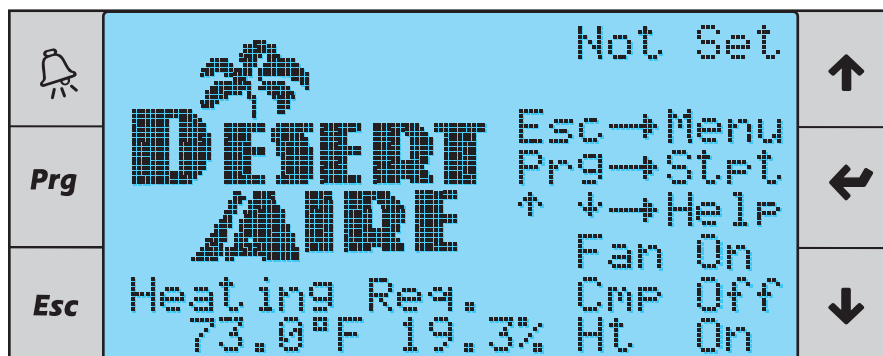 Not Set
DESERT
AIRE
Esc→Menu
Prg→Stpt
↑ ↓→Help
Fan On
Heating Req. Cmp Off
73.0°F 19.3% Ht On
Prg
Esc